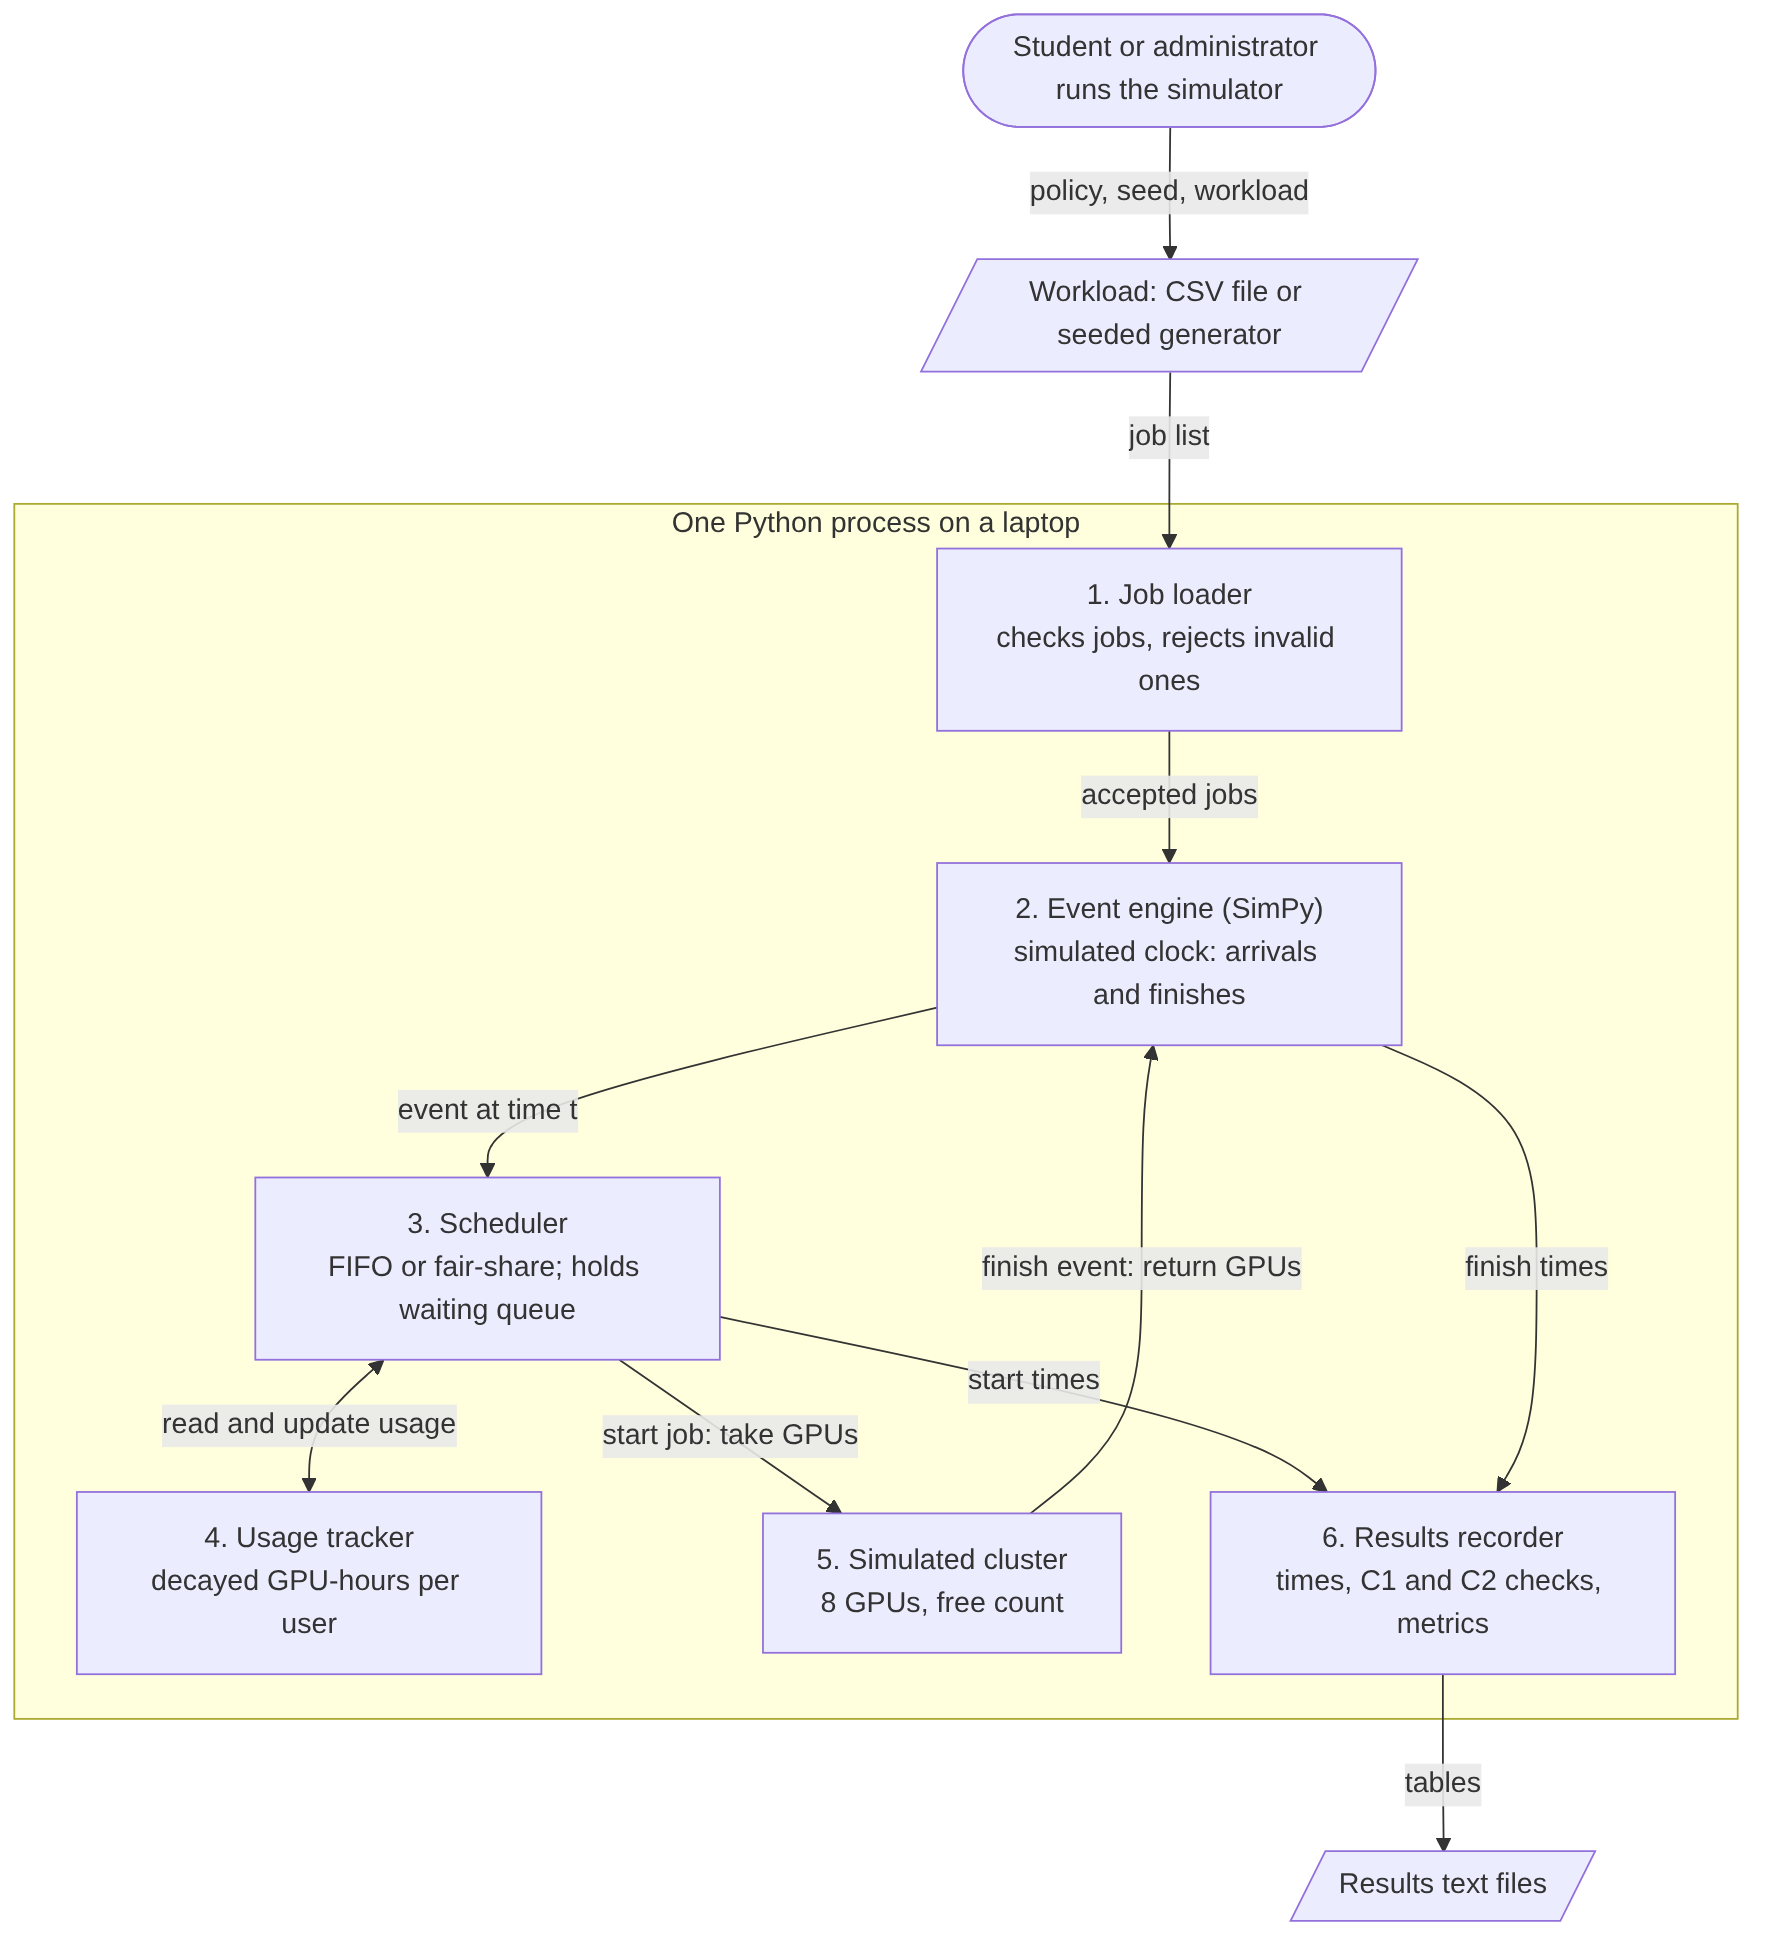 Student or administrator
runs the simulator
policy, seed, workload
Workload: CSV file or
seeded generator
job list
One Python process on a laptop
1. Job loader
checks jobs, rejects invalid
ones
accepted jobs
2. Event engine (SimPy)
simulated clock: arrivals
and finishes
event at time t
3. Scheduler
FIFO or fair-share; holds
waiting queue
finish event: return GPUs
finish times
start times
read and update usage
start job: take GPUs
4. Usage tracker
decayed GPU-hours per
user
5. Simulated cluster
8 GPUs, free count
6. Results recorder
times, C1 and C2 checks,
metrics
tables
Results text files